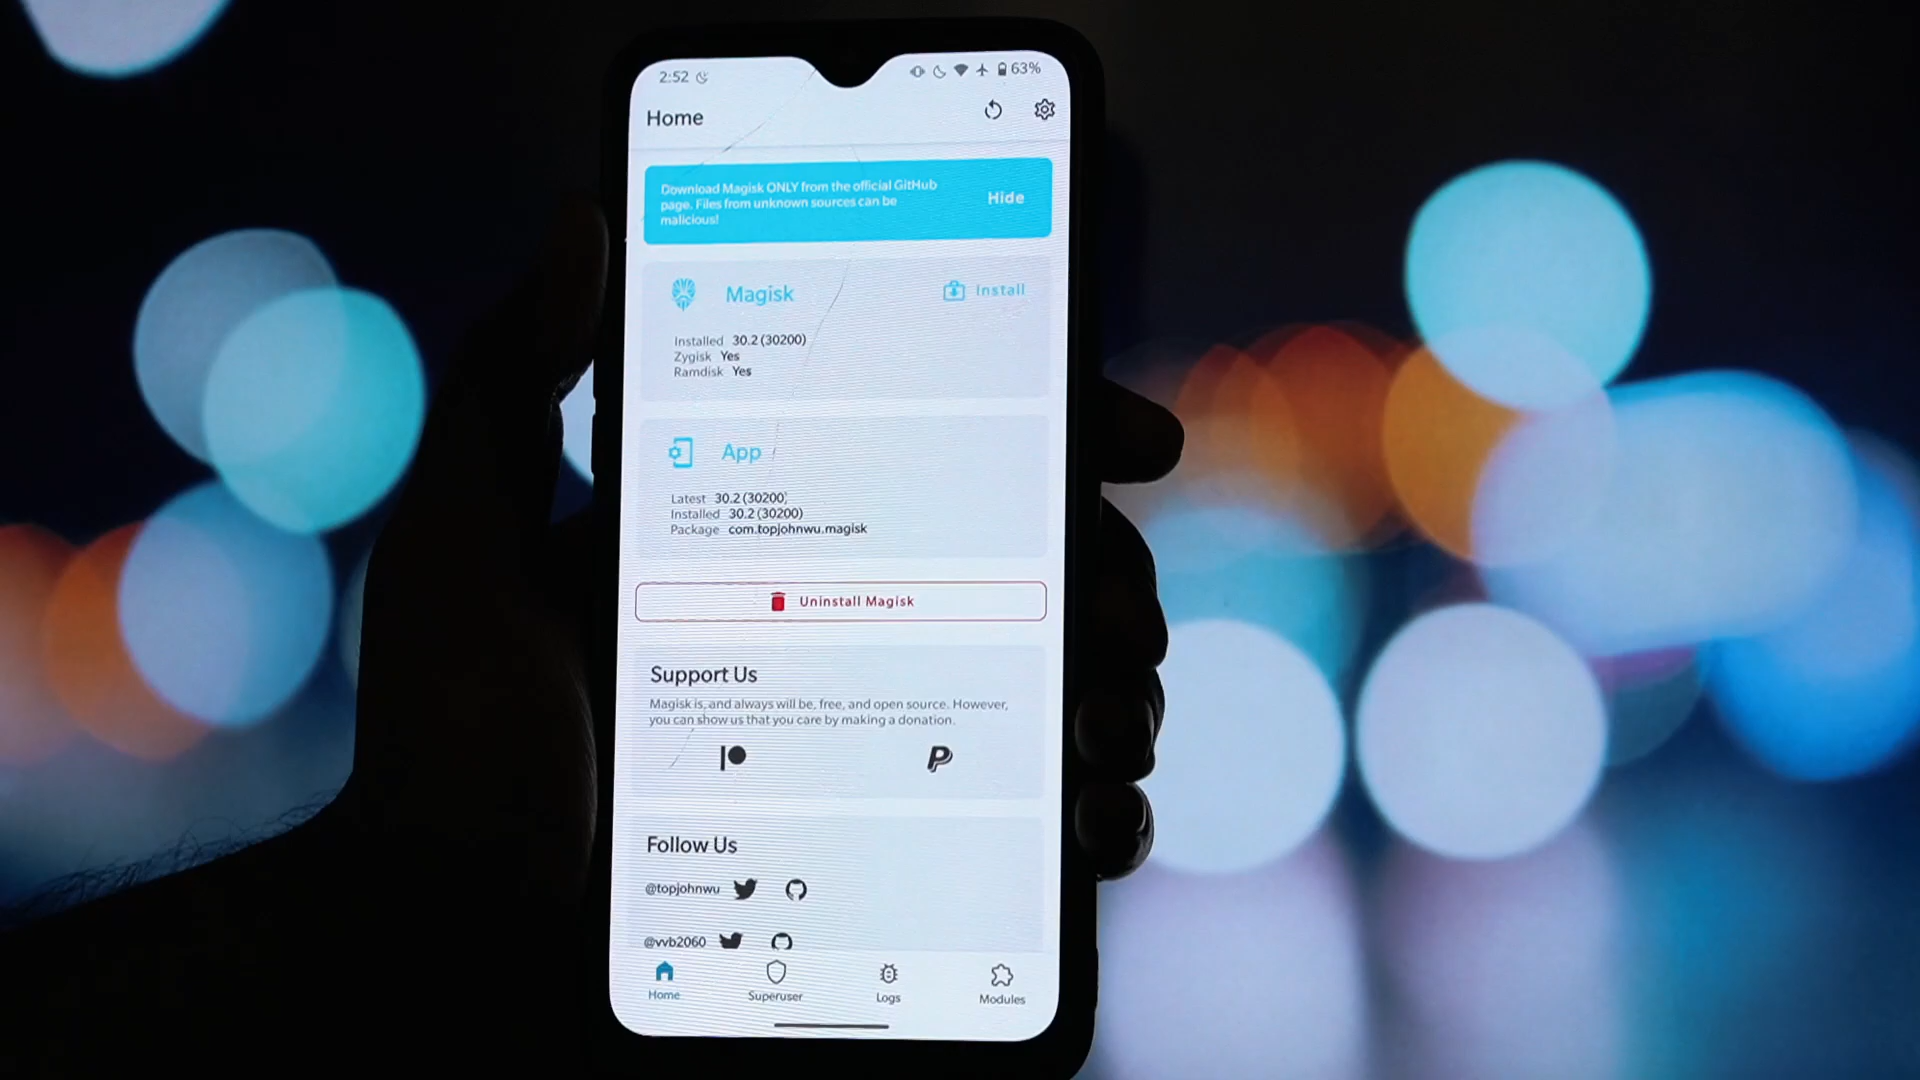 2:52
63%
Home
Download Magisk ONLY from the official GitHub
page. Files from unknown sources can be
malicious!
Hide
Magisk
Install
Installed 30.2 (30200)
Zygisk Yes
Ramdisk Yes
App
Latest 30.2 (30200)
Installed 30.2 (30200)
Package com.topjohnwu.magisk
Uninstall Magisk
Support Us
Magisk is, and always will be, free, and open source. However,
you can show us that you care by making a donation.
Follow Us
@topjohnwu
@vvb2060
Home
Superuser
Logs
Modules